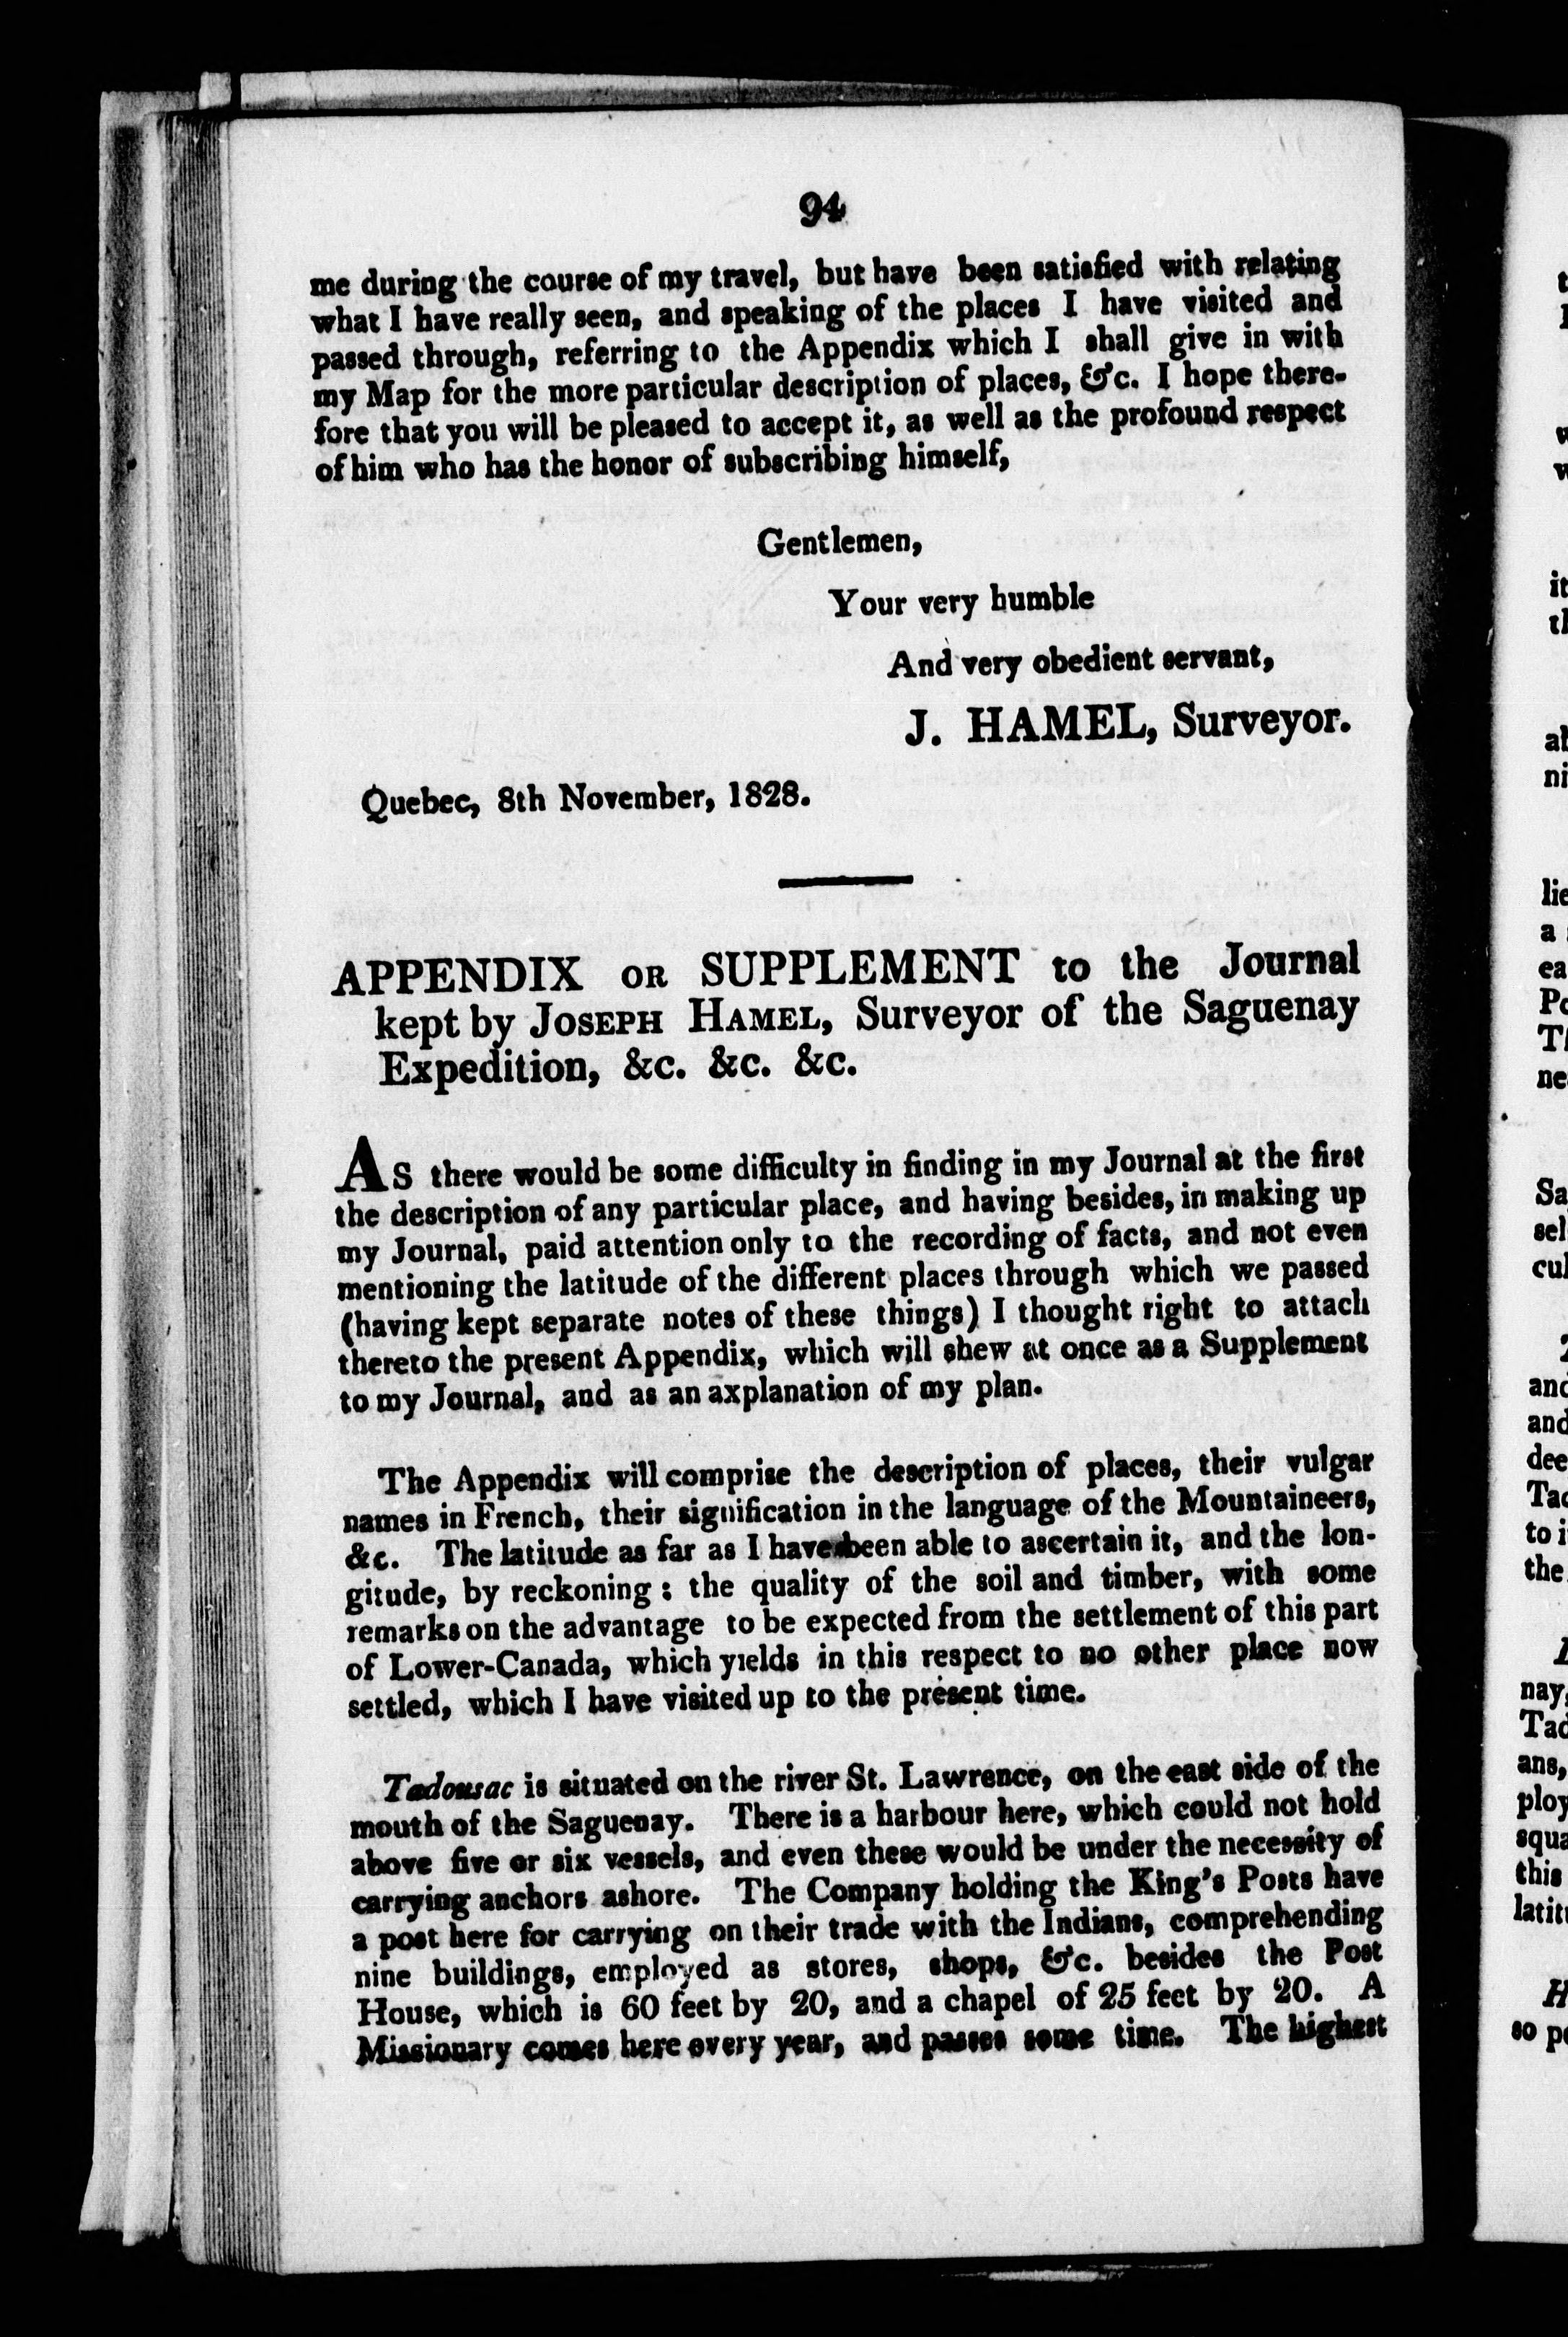 94
me during the course of my travel, but have been satisfied with relating
what I have really seen, and speaking of the places I have visited and
passed through, referring to the Appendix which I shall give in with
my Map for the more particular description of places, &c. I hope there-
fore that you will be pleased to accept it, as well as the profound respect
of him who has the honor of subscribing himself,
Gentlemen,
Your very humble
And very obedient servant,
J. HAMEL, Surveyor.
Quebec, 8th November, 1828.
APPENDIX OR SUPPLEMENT to the Journal
kept by JOSEPH HAMEL, Surveyor of the Saguenay
Expedition, &c. &c. &c.
AS there would be some difficulty in finding in my Journal at the first
the description of any particular place, and having besides, in making up
my Journal, paid attention only to the recording of facts, and not even
mentioning the latitude of the different places through which we passed
(having kept separate notes of these things) I thought right to attach
thereto the present Appendix, which will shew at once as a Supplement
to my Journal, and as an axplanation of my plan.
The Appendix will comprise the description of places, their vulgar
names in French, their signification in the language of the Mountaineers,
&c. The latitude as far as I have been able to ascertain it, and the lon-
gitude, by reckoning: the quality of the soil and timber, with some
remarks on the advantage to be expected from the settlement of this part
of Lower-Canada, which yields in this respect to no other place now
settled, which I have visited up to the present time.
Tadousac is situated on the river St. Lawrence, on the east side of the
mouth of the Saguenay. There is a harbour here, which could not hold
above five or six vessels, and even these would be under the necessity of
carrying anchors ashore. The Company holding the King's Posts have
a post here for carrying on their trade with the Indians, comprehending
nine buildings, employed as stores, shops, &c. besides the Post
House, which is 60 feet by 20, and a chapel of 25 feet by 20. A
Missionary comes here every year, and passes some time. The highest